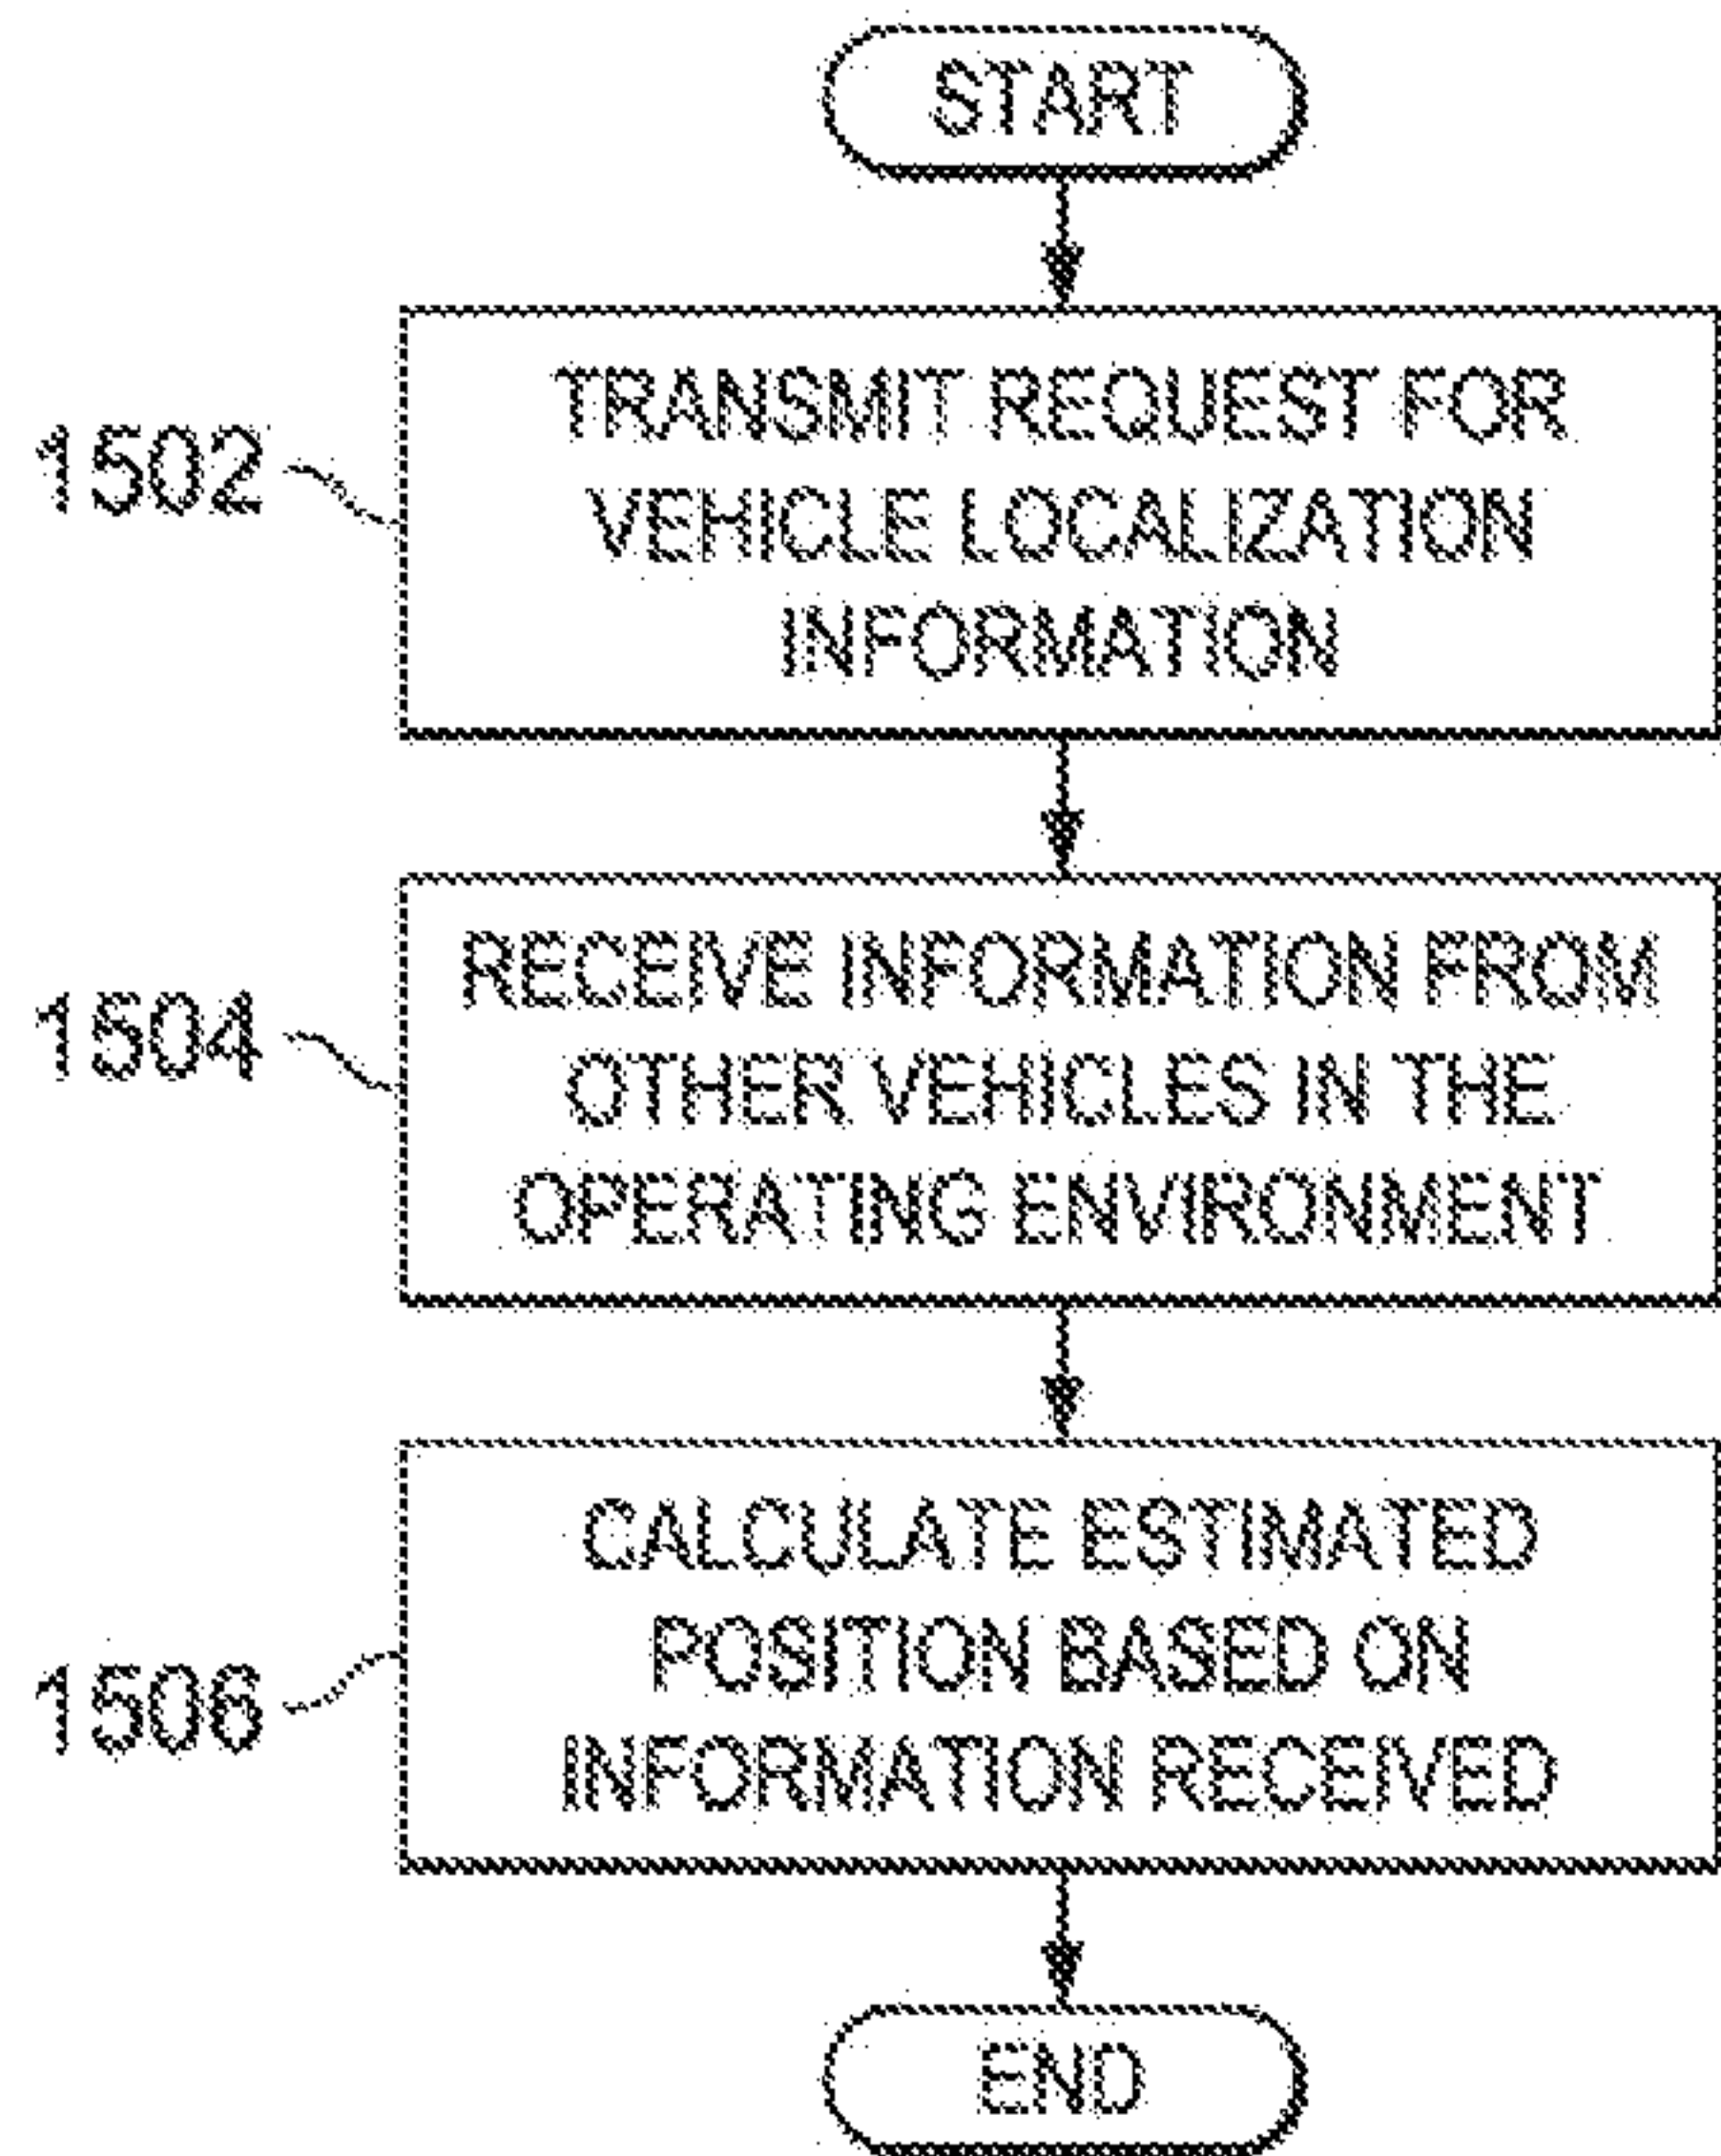 START
TRANSMIT REQUEST FOR
VEHICLE LOCALIZATION
INFORMATION
1502
RECEIVE INFORMATION FROM
OTHER VEHICLES IN THE
OPERATING ENVIRONMENT
1504
CALCULATE ESTIMATED
POSITION BASED ON
INFORMATION RECEIVED
1506
END